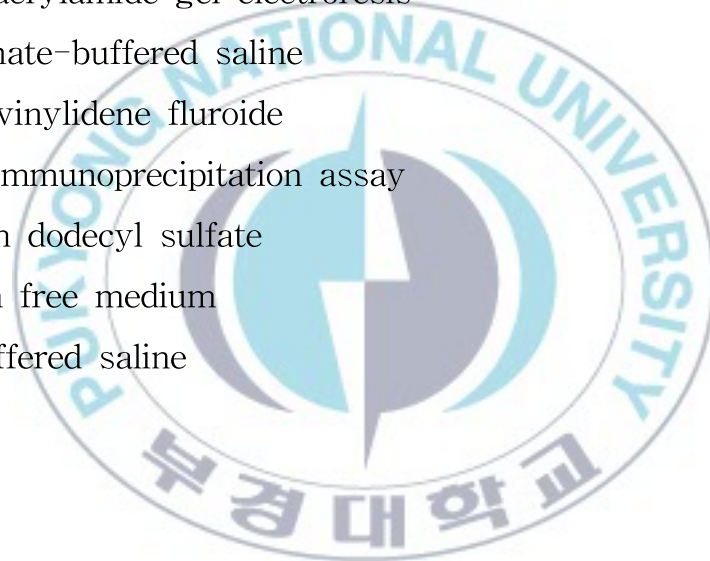 acrylamide gel electroresis
nate-buffered saline
vinylidene fluroide
mmunoprecipitation assay
n dodecyl sulfate
free medium
ffered saline
PUKYONG NATIONAL UNIVERSITY
부경대학교